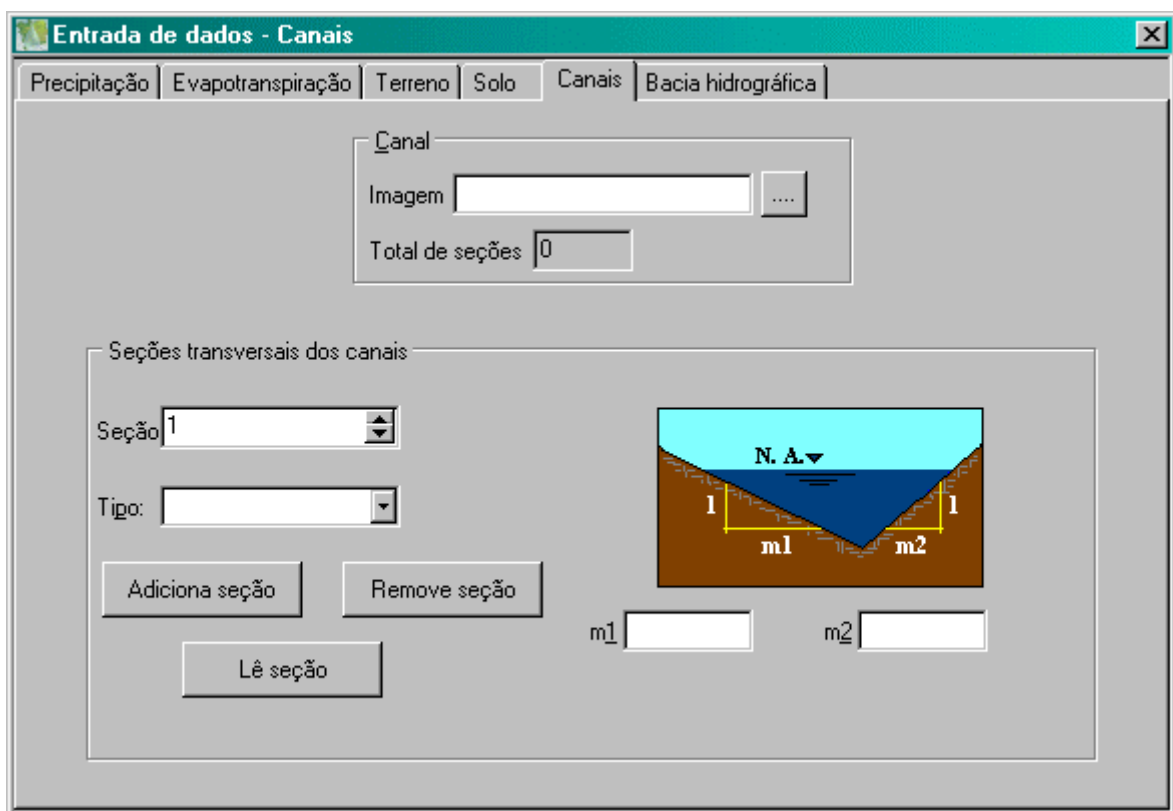 Entrada de dados - Canais
Precipitação Evapotranspiração Terreno Solo Canais Bacia hidrográfica
Canal
Imagem ....
Total de seções 0
Seções transversais dos canais
Seção 1
Tipo:
Adiciona seção Remove seção
Lê seção
N. A.
1 1
m1 m2
m1 m2